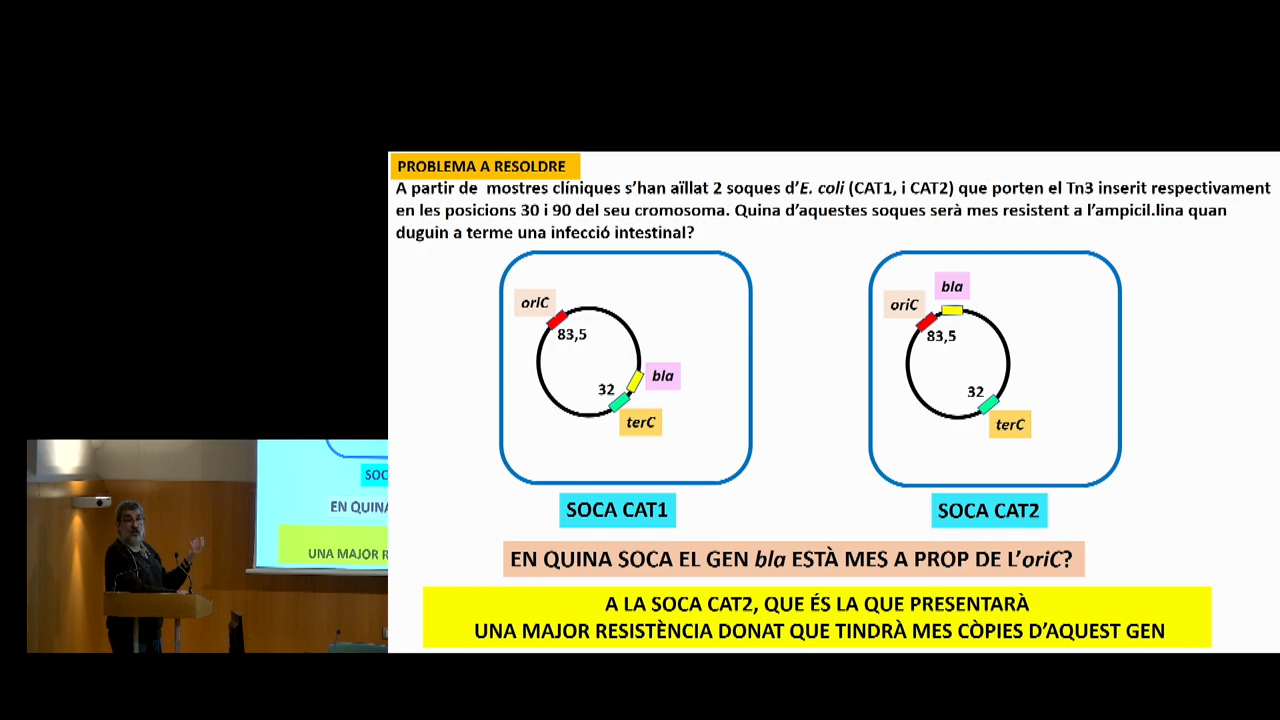 PROBLEMA A RESOLDRE
A partir de mostres clíniques s'han aïllat 2 soques d'E. coli (CAT1, i CAT2) que porten el Tn3 inserit respectivament
en les posicions 30 i 90 del seu cromosoma. Quina d'aquestes soques serà mes resistent a l'ampicil.lina quan
duguin a terme una infecció intestinal?
oriC
83,5
32
bla
terC
SOCA CAT1
bla
oriC
83,5
32
terC
SOCA CAT2
EN QUINA SOCA EL GEN bla ESTÀ MES A PROP DE L'oriC?
A LA SOCA CAT2, QUE ÉS LA QUE PRESENTARÀ
UNA MAJOR RESISTÈNCIA DONAT QUE TINDRÀ MES CÒPIES D'AQUEST GEN
SOC
EN QUINA
UNA MAJOR R